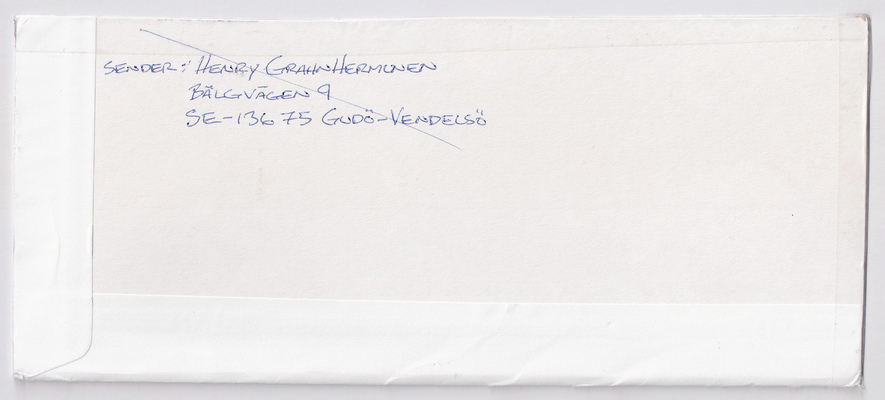 SENDER: HENRY GRAHNHERMUNEN
BÄLGVÄGEN 9
SE-136 75 GUDÖ-VENDELSÖ